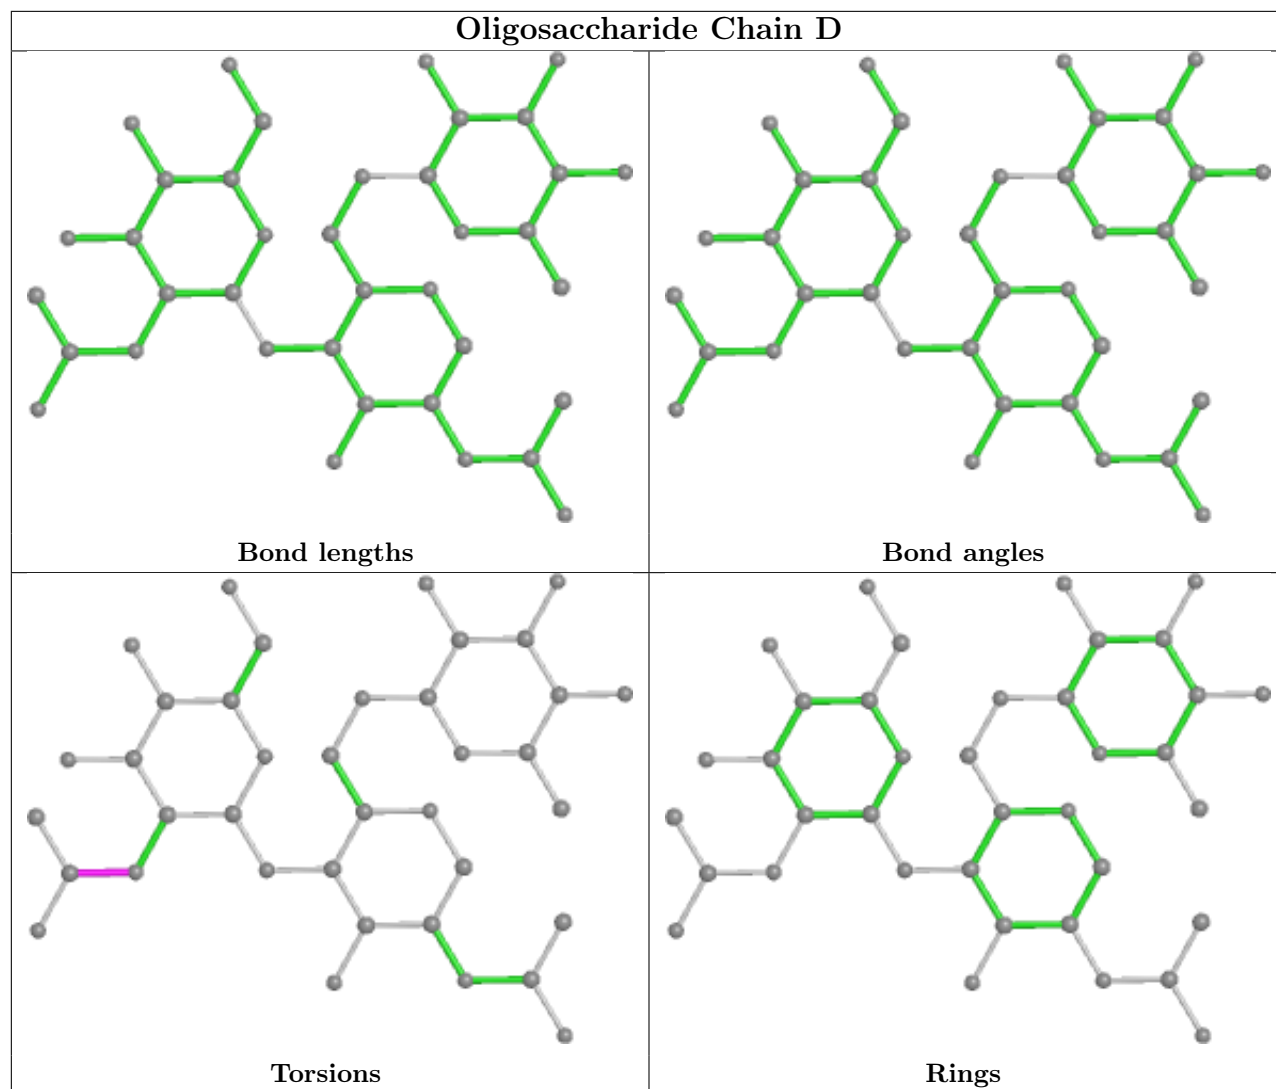 Oligosaccharide Chain D
Bond lengths
Bond angles
Torsions
Rings